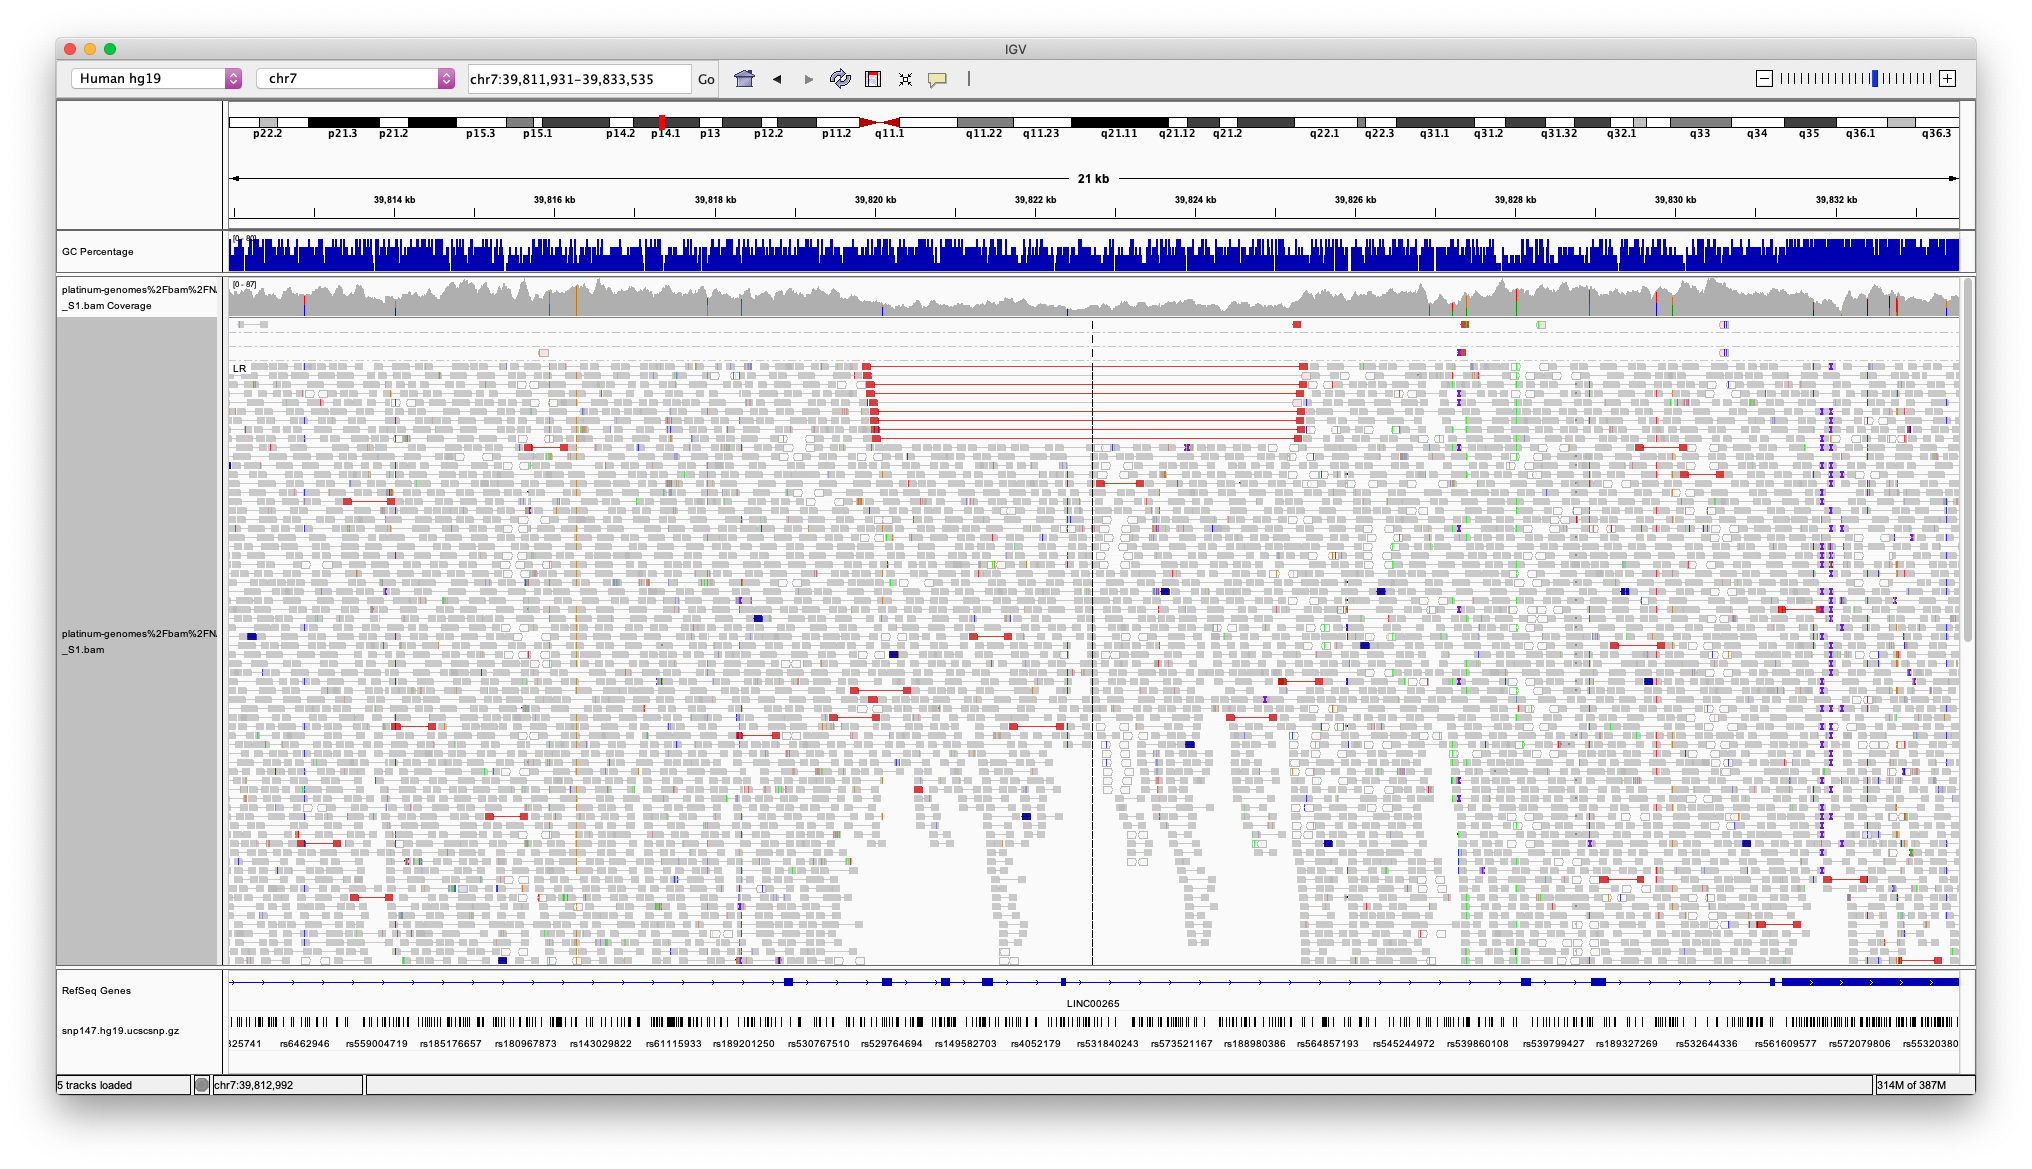 IGV
Human hg19 chr7 chr7:39,811,931-39,833,535 Go
p22.2 p21.3 p21.2 p15.3 p15.1 p14.2 p14.1 p13 p12.2 p11.2 q11.1 q11.22 q11.23 q21.11 q21.12 q21.2 q22.1 q22.3 q31.1 q31.2 q31.32 q32.1 q33 q34 q35 q36.1 q36.3
21 kb
39,814 kb 39,816 kb 39,818 kb 39,820 kb 39,822 kb 39,824 kb 39,826 kb 39,828 kb 39,830 kb 39,832 kb
GC Percentage
[0 - 87]
platinum-genomes%2Fbam%2FN
_S1.bam Coverage
LR
platinum-genomes%2Fbam%2FN
_S1.bam
RefSeq Genes
LINC00265
snp147.hg19.ucscsnp.gz
325741 rs6462946 rs559004719 rs185176657 rs180967873 rs143029822 rs61115933 rs189201250 rs530767510 rs529764694 rs149582703 rs4052179 rs531840243 rs573521167 rs188980386 rs564857193 rs545244972 rs539860108 rs539799427 rs189327269 rs532644336 rs561609577 rs572079806 rs55320380
5 tracks loaded chr7:39,812,992 314M of 387M